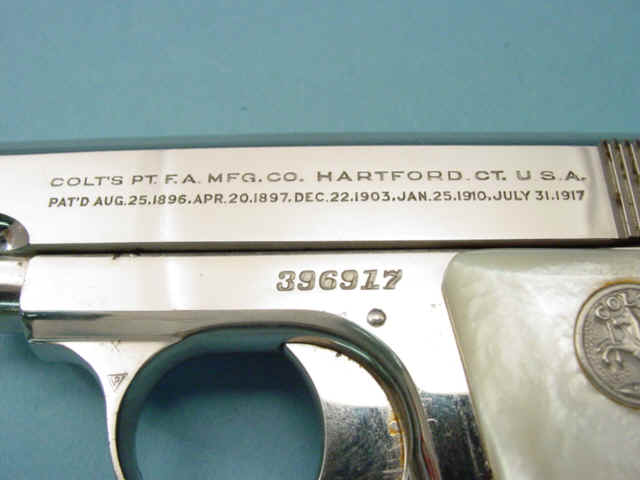 COLT'S PT. F.A. MFG. CO. HARTFORD. CT. U.S.A.
PAT'D AUG.25.1896.APR.20.1897.DEC.22.1903.JAN.25.1910.JULY 31.1917
396917
COL